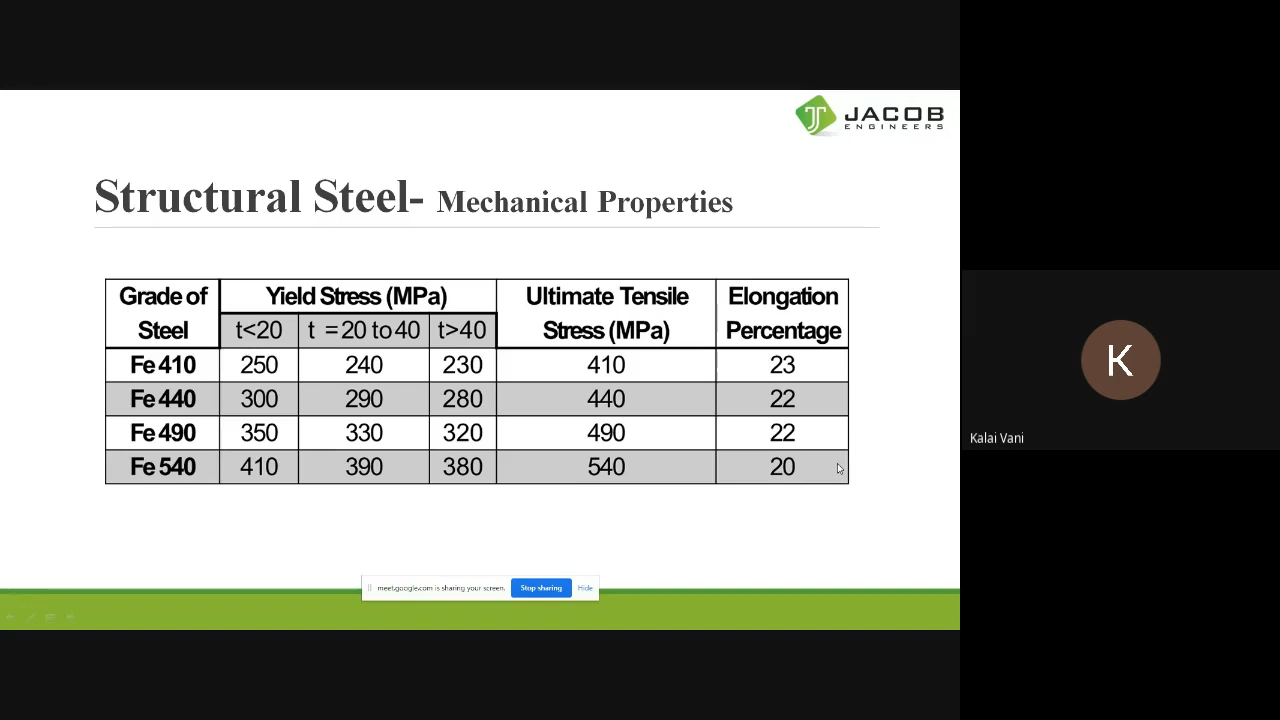 JACOB
ENGINEERS
Structural Steel- Mechanical Properties
Grade of Steel Yield Stress (MPa) Ultimate Tensile Stress (MPa) Elongation Percentage
t<20 t =20 to 40 t>40
Fe 410 250 240 230 410 23
Fe 440 300 290 280 440 22
Fe 490 350 330 320 490 22
Fe 540 410 390 380 540 20
K
Kalai Vani
meet.google.com is sharing your screen. Stop sharing Hide